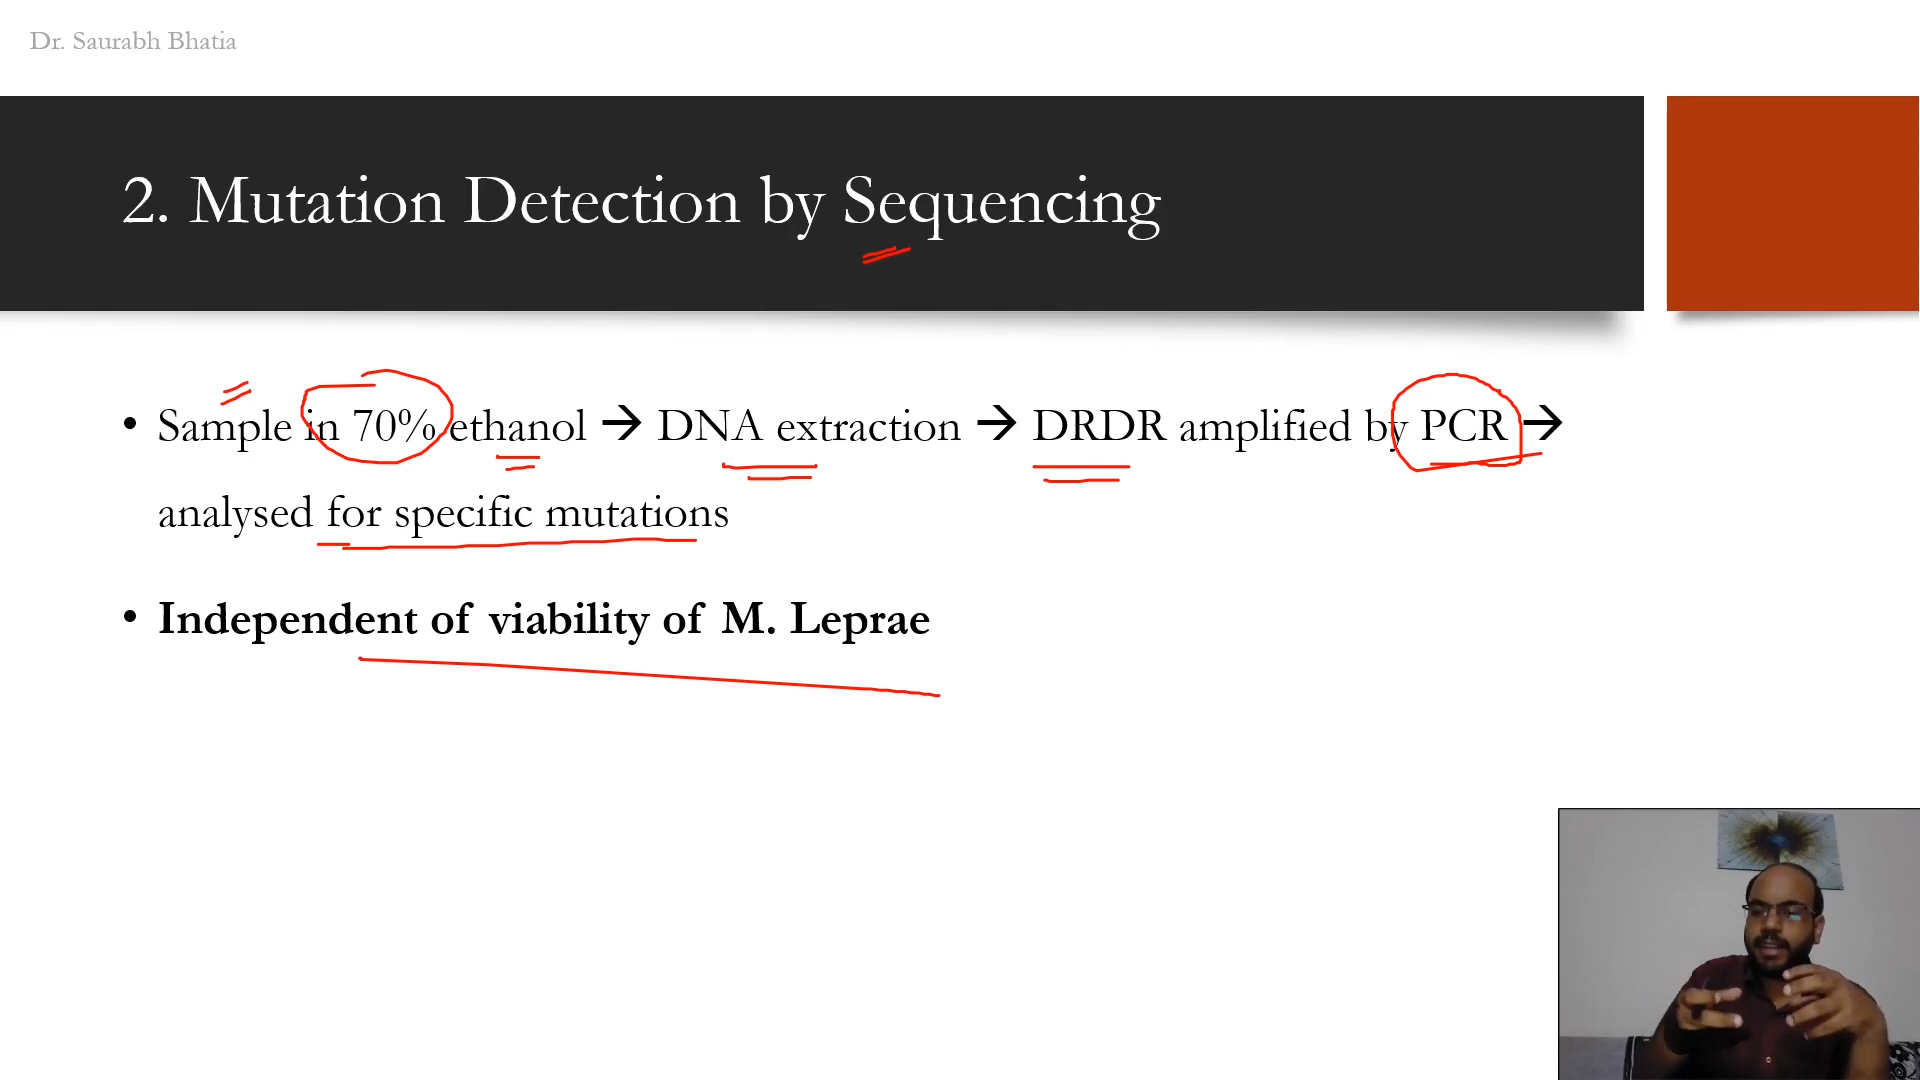 Dr. Saurabh Bhatia
2. Mutation Detection by Sequencing
• Sample in 70% ethanol → DNA extraction → DRDR amplified by PCR →
analysed for specific mutations
• Independent of viability of M. Leprae